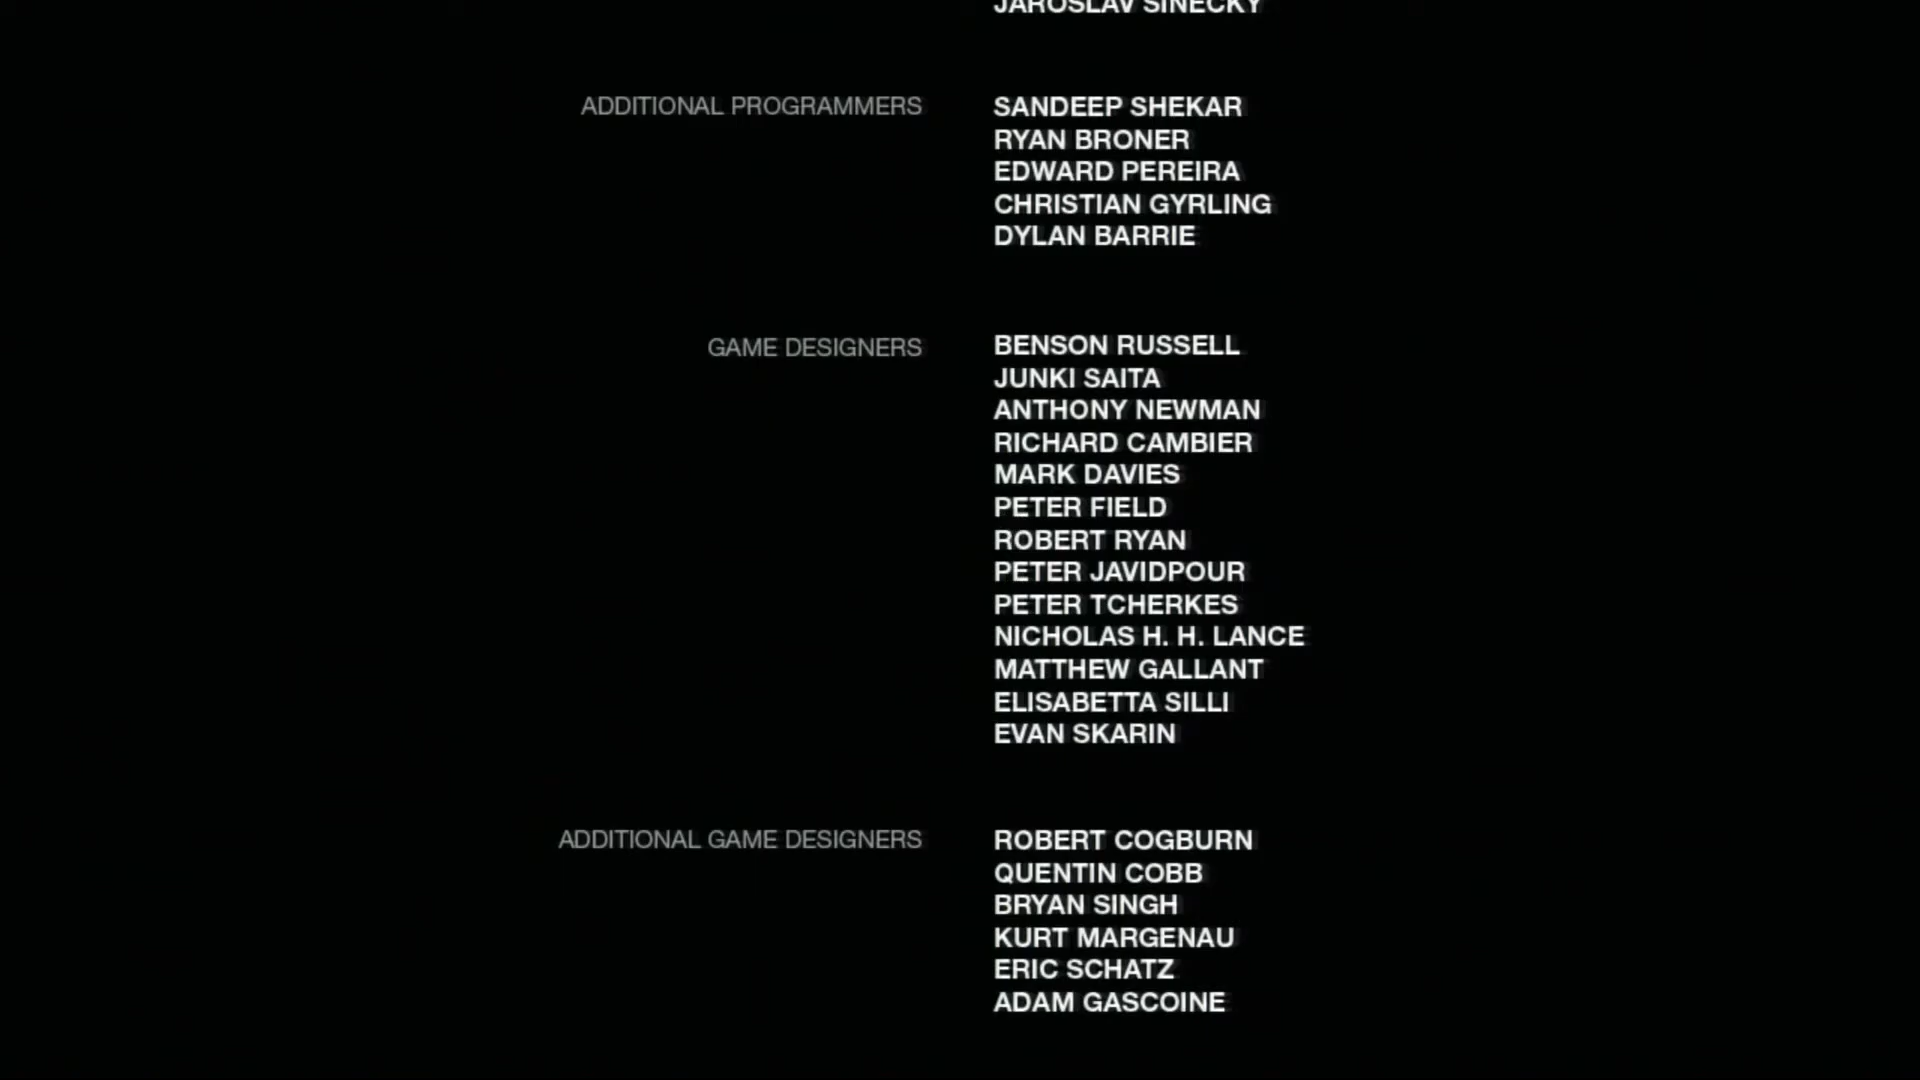 JAROSLAV SINECKY
ADDITIONAL PROGRAMMERS SANDEEP SHEKAR
RYAN BRONER
EDWARD PEREIRA
CHRISTIAN GYRLING
DYLAN BARRIE
GAME DESIGNERS BENSON RUSSELL
JUNKI SAITA
ANTHONY NEWMAN
RICHARD CAMBIER
MARK DAVIES
PETER FIELD
ROBERT RYAN
PETER JAVIDPOUR
PETER TCHERKES
NICHOLAS H. H. LANCE
MATTHEW GALLANT
ELISABETTA SILLI
EVAN SKARIN
ADDITIONAL GAME DESIGNERS ROBERT COGBURN
QUENTIN COBB
BRYAN SINGH
KURT MARGENAU
ERIC SCHATZ
ADAM GASCOINE